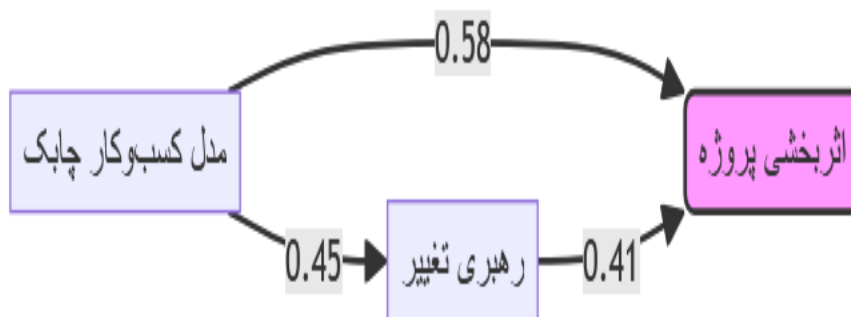 0.58
مدل کسب‌وکار چابک
اثربخشی پروژه
0.45
رهبری تغییر
0.41